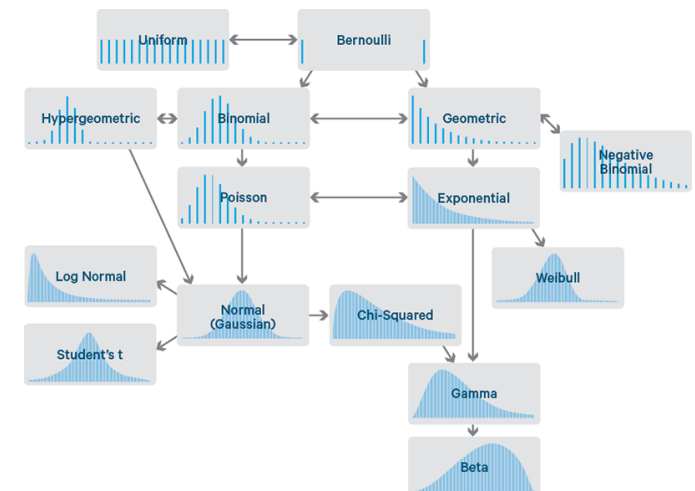 Uniform
Bernoulli
Hypergeometric
Binomial
Geometric
Negative
Binomial
Poisson
Exponential
Log Normal
Weibull
Normal
(Gaussian)
Chi-Squared
Student's t
Gamma
Beta